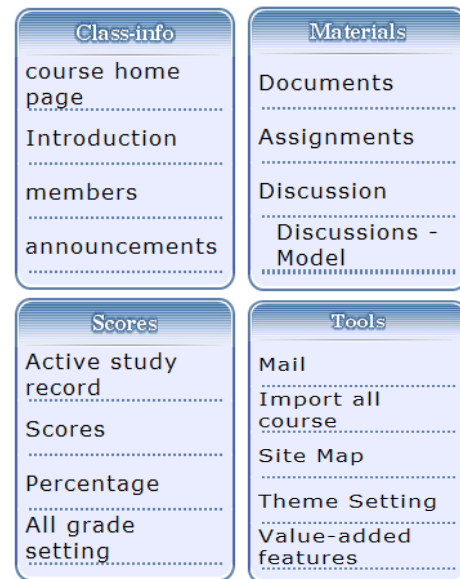 Class-info
course home
page
Introduction
members
announcements
Materials
Documents
Assignments
Discussion
Discussions -
Model
Scores
Active study
record
Scores
Percentage
All grade
setting
Tools
Mail
Import all
course
Site Map
Theme Setting
Value-added
features